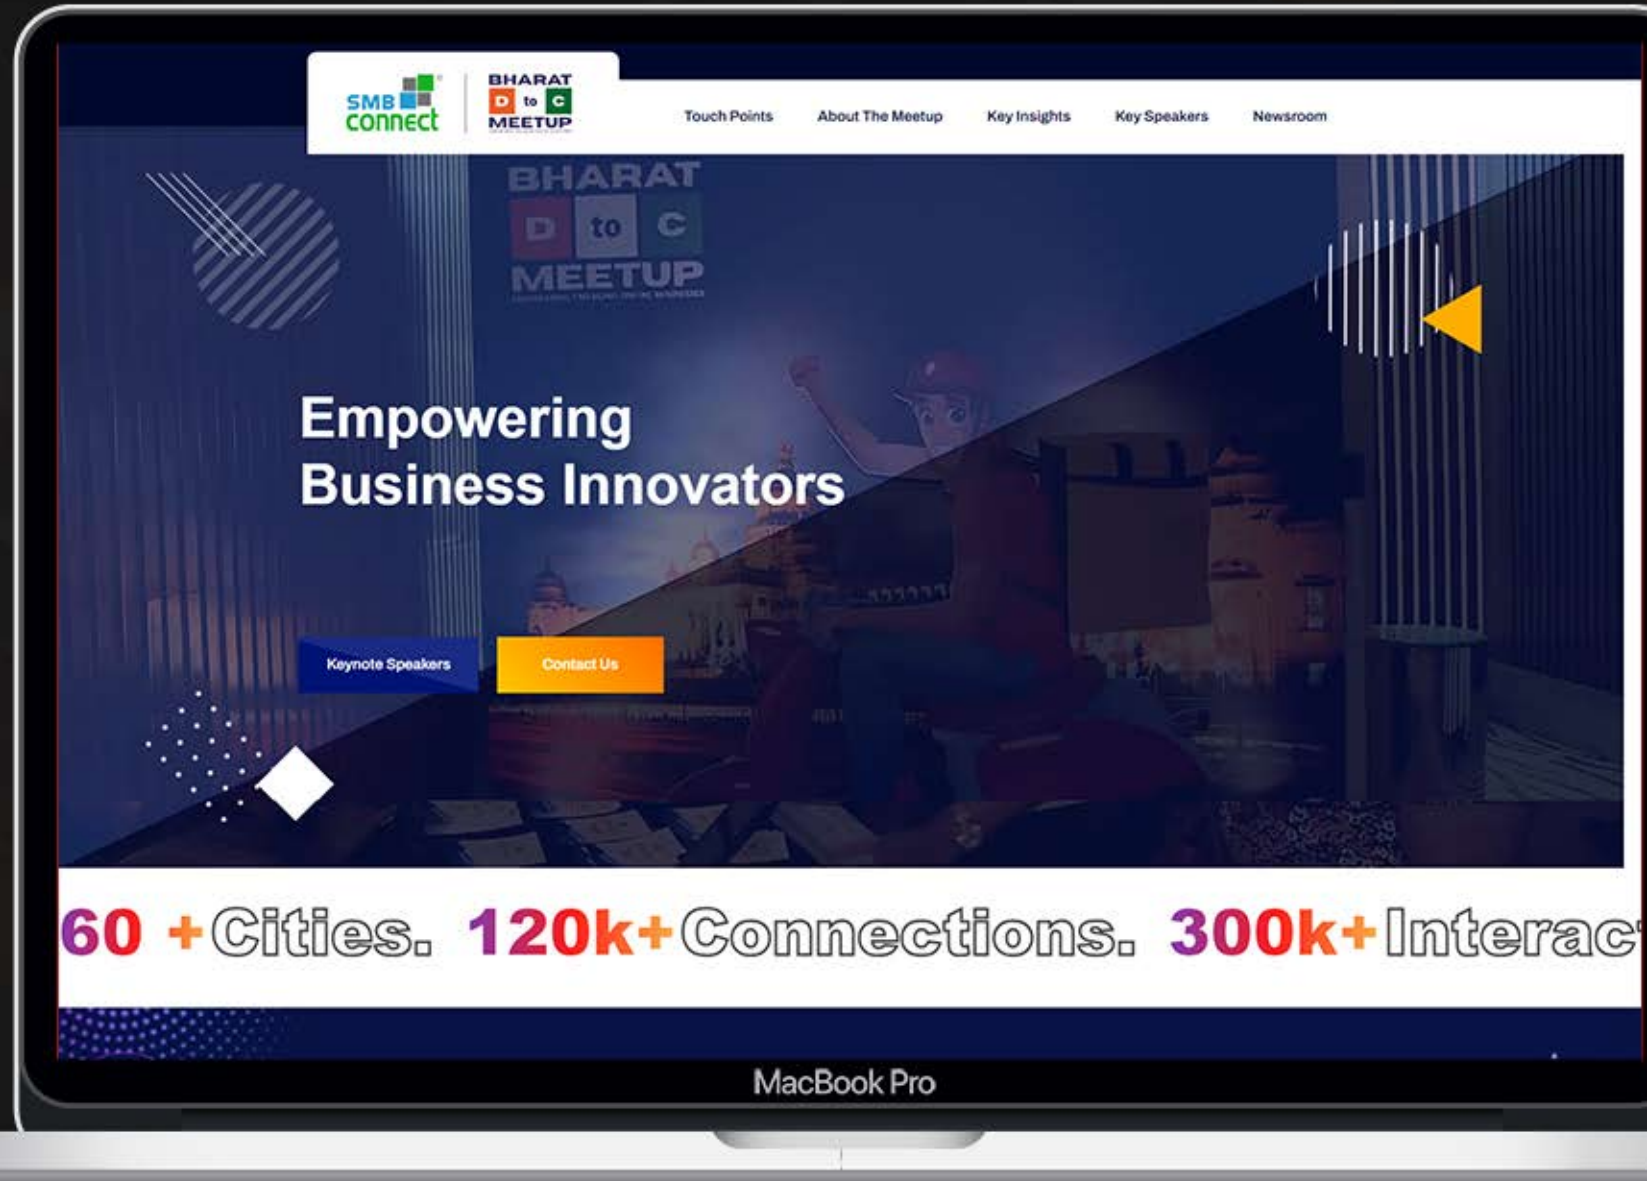 SMB
connect
BHARAT
D to C
MEETUP
Touch Points About The Meetup Key Insights Key Speakers Newsroom
BHARAT
D to C
MEETUP
Empowering
Business Innovators
Keynote Speakers Contact Us
60 +Cities. 120k+Connections. 300k+Interac
MacBook Pro